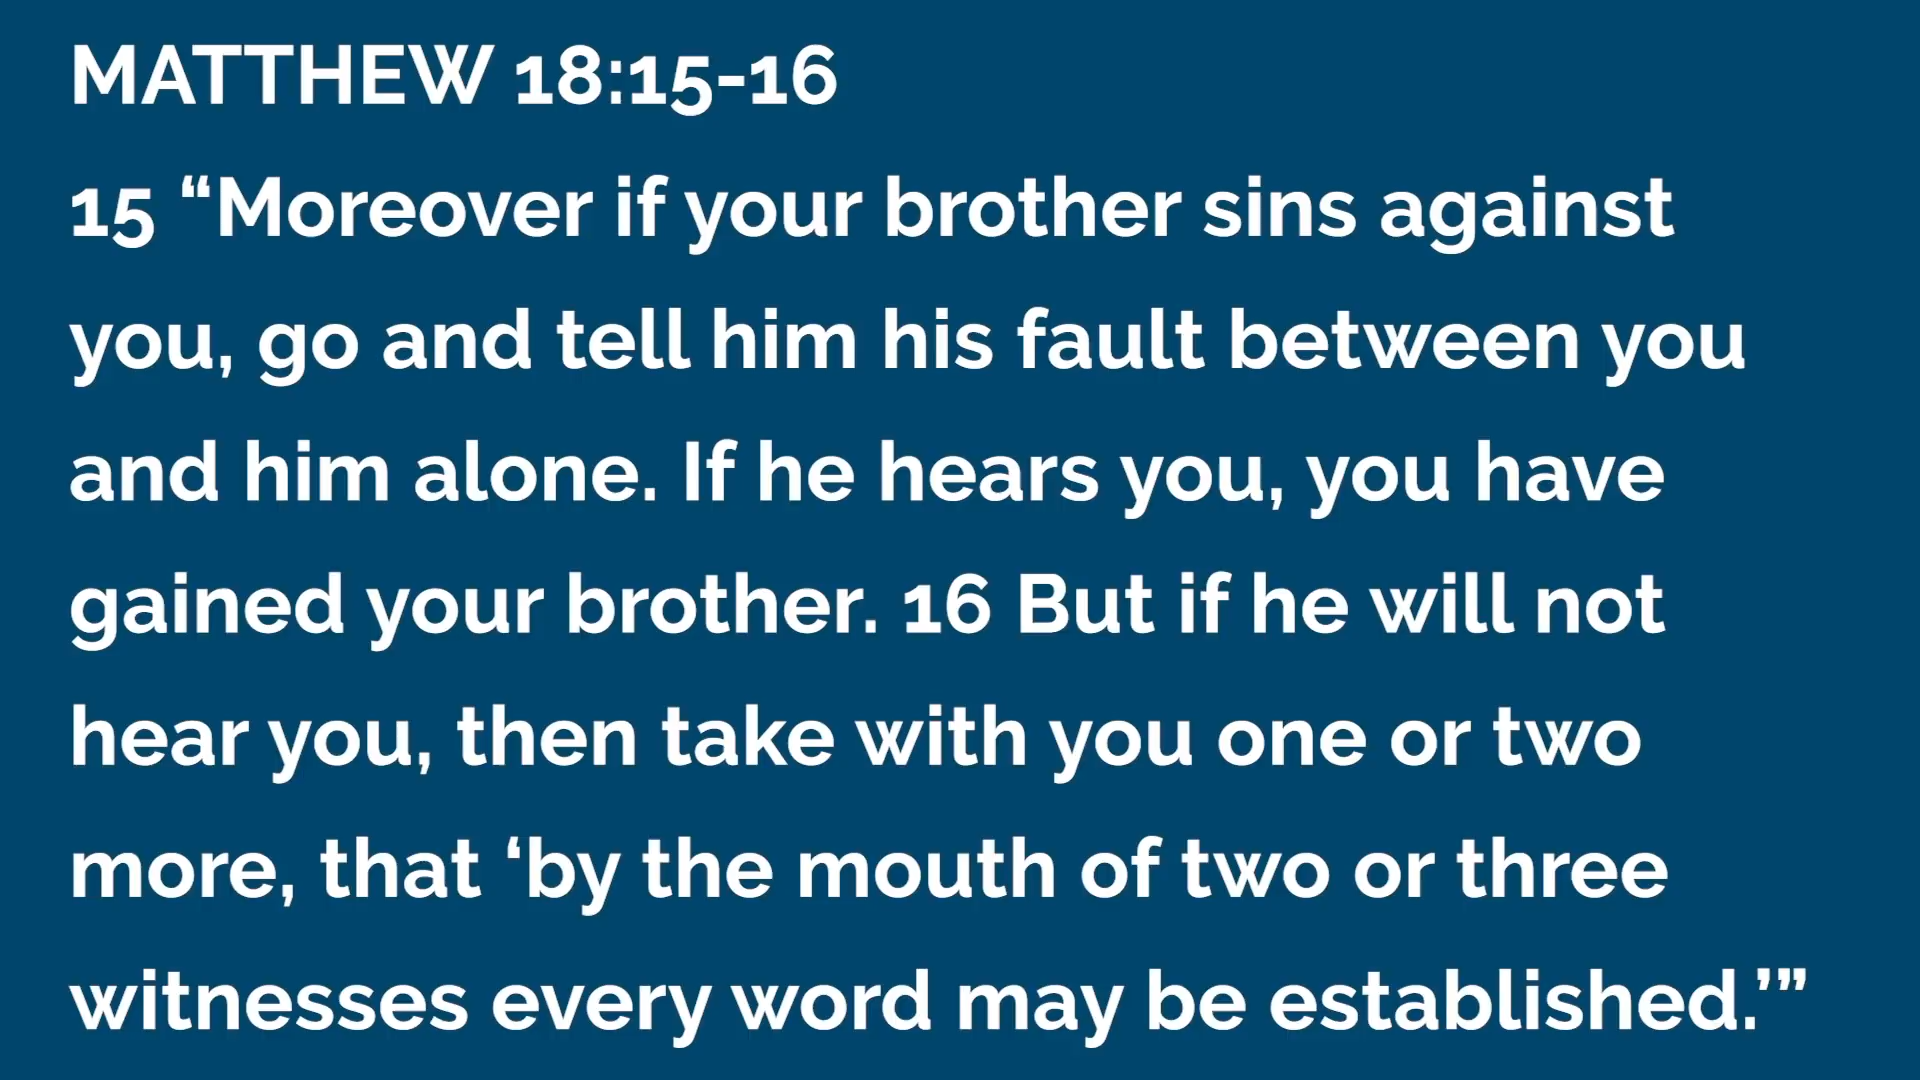 MATTHEW 18:15-16
15 “Moreover if your brother sins against
you, go and tell him his fault between you
and him alone. If he hears you, you have
gained your brother. 16 But if he will not
hear you, then take with you one or two
more, that ‘by the mouth of two or three
witnesses every word may be established.’”